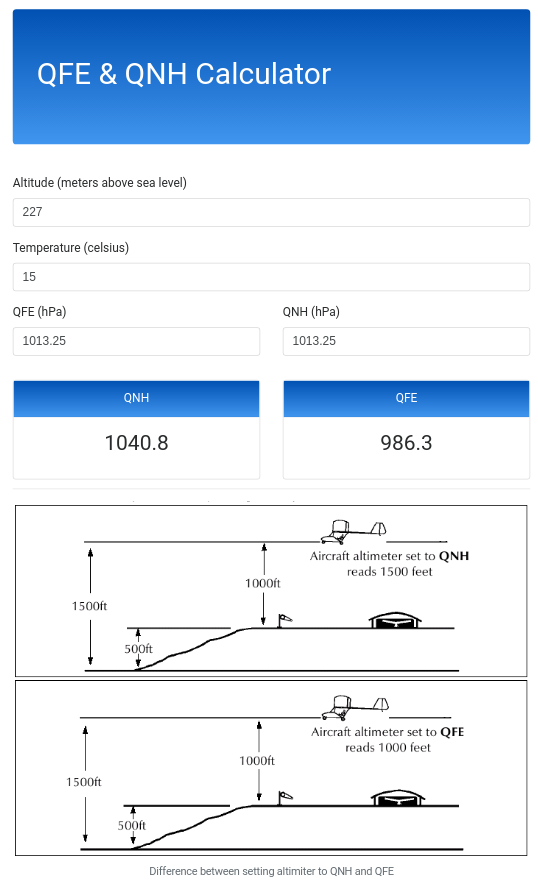 QFE & QNH Calculator
Altitude (meters above sea level)
227
Temperature (celsius)
15
QFE (hPa)
QNH (hPa)
1013.25
1013.25
QNH
QFE
1040.8
986.3
Aircraft altimeter set to QNH
reads 1500 feet
1000ft
1500ft
500ft
Aircraft altimeter set to QFE
reads 1000 feet
1000ft
1500ft
500ft
Difference between setting altimiter to QNH and QFE